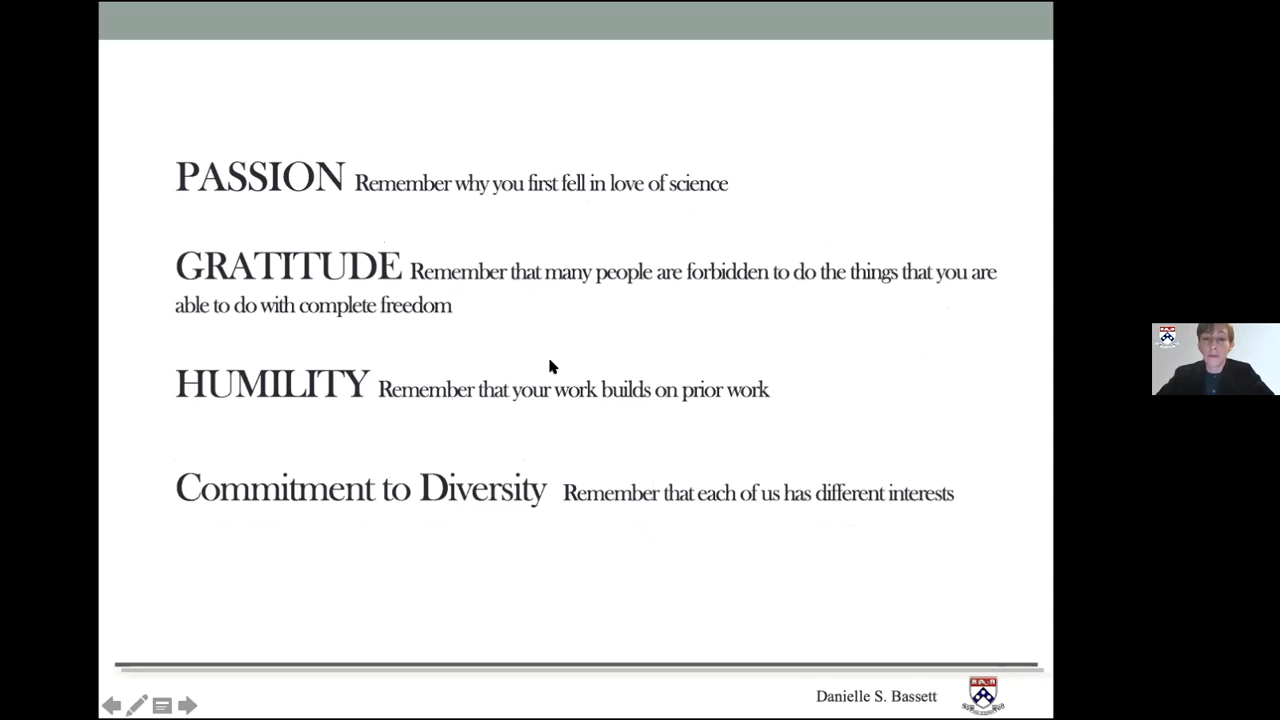 PASSION Remember why you first fell in love of science
GRATITUDE Remember that many people are forbidden to do the things that you are
able to do with complete freedom
HUMILITY Remember that your work builds on prior work
Commitment to Diversity Remember that each of us has different interests
Danielle S. Bassett